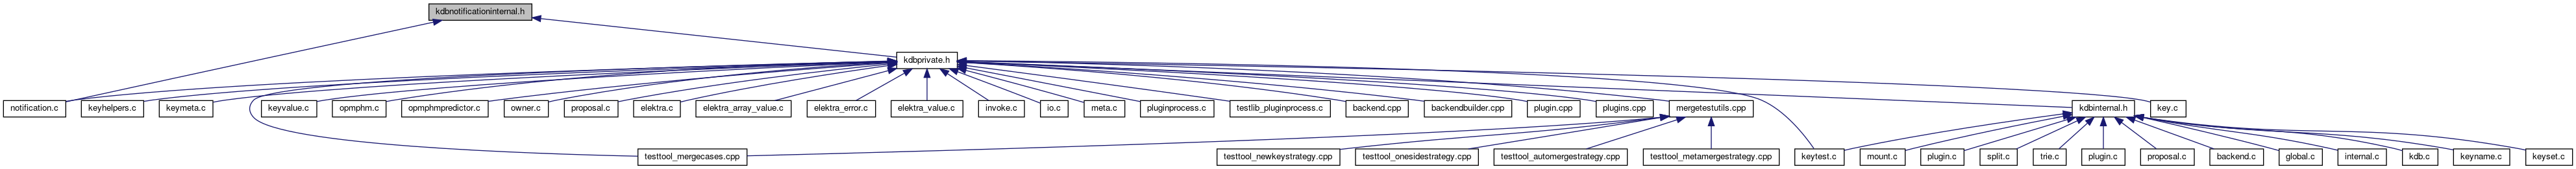 kdbnotificationinternal.h
kdbprivate.h
notification.c
keyhelpers.c
keymeta.c
keyvalue.c
opmphm.c
opmphmpredictor.c
owner.c
proposal.c
elektra.c
elektra_array_value.c
elektra_error.c
elektra_value.c
invoke.c
io.c
meta.c
pluginprocess.c
testlib_pluginprocess.c
backend.cpp
backendbuilder.cpp
plugin.cpp
plugins.cpp
mergetestutils.cpp
kdbinternal.h
key.c
testtool_mergecases.cpp
testtool_newkeystrategy.cpp
testtool_onesidestrategy.cpp
testtool_automergestrategy.cpp
testtool_metamergestrategy.cpp
keytest.c
mount.c
plugin.c
split.c
trie.c
plugin.c
proposal.c
backend.c
global.c
internal.c
kdb.c
keyname.c
keyset.c